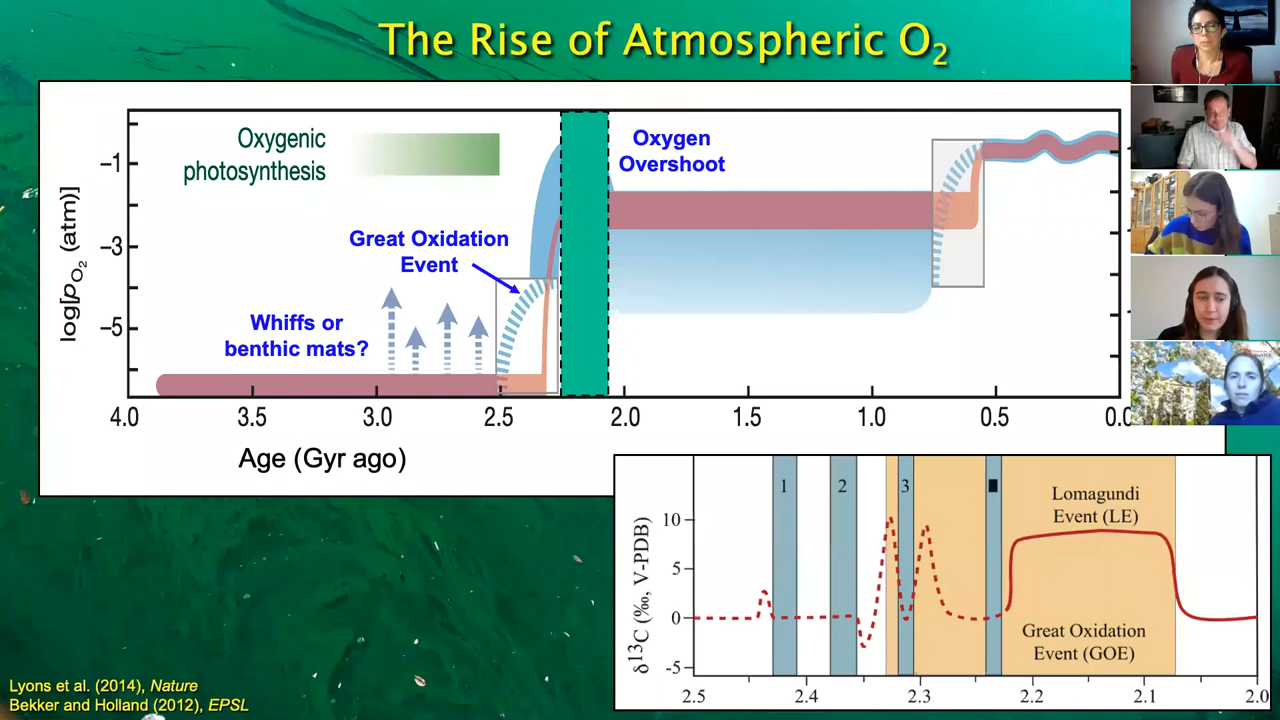 The Rise of Atmospheric O2
Oxygenic
photosynthesis
Oxygen
Overshoot
Great Oxidation
Event
Whiffs or
benthic mats?
log[pO2 (atm)]
–1
–3
–5
4.0 3.5 3.0 2.5 2.0 1.5 1.0 0.5 0.0
Age (Gyr ago)
1 2 3
Lomagundi
Event (LE)
δ13C (‰, V-PDB)
10
5
0
-5
Great Oxidation
Event (GOE)
2.5 2.4 2.3 2.2 2.1 2.0
Lyons et al. (2014), Nature
Bekker and Holland (2012), EPSL